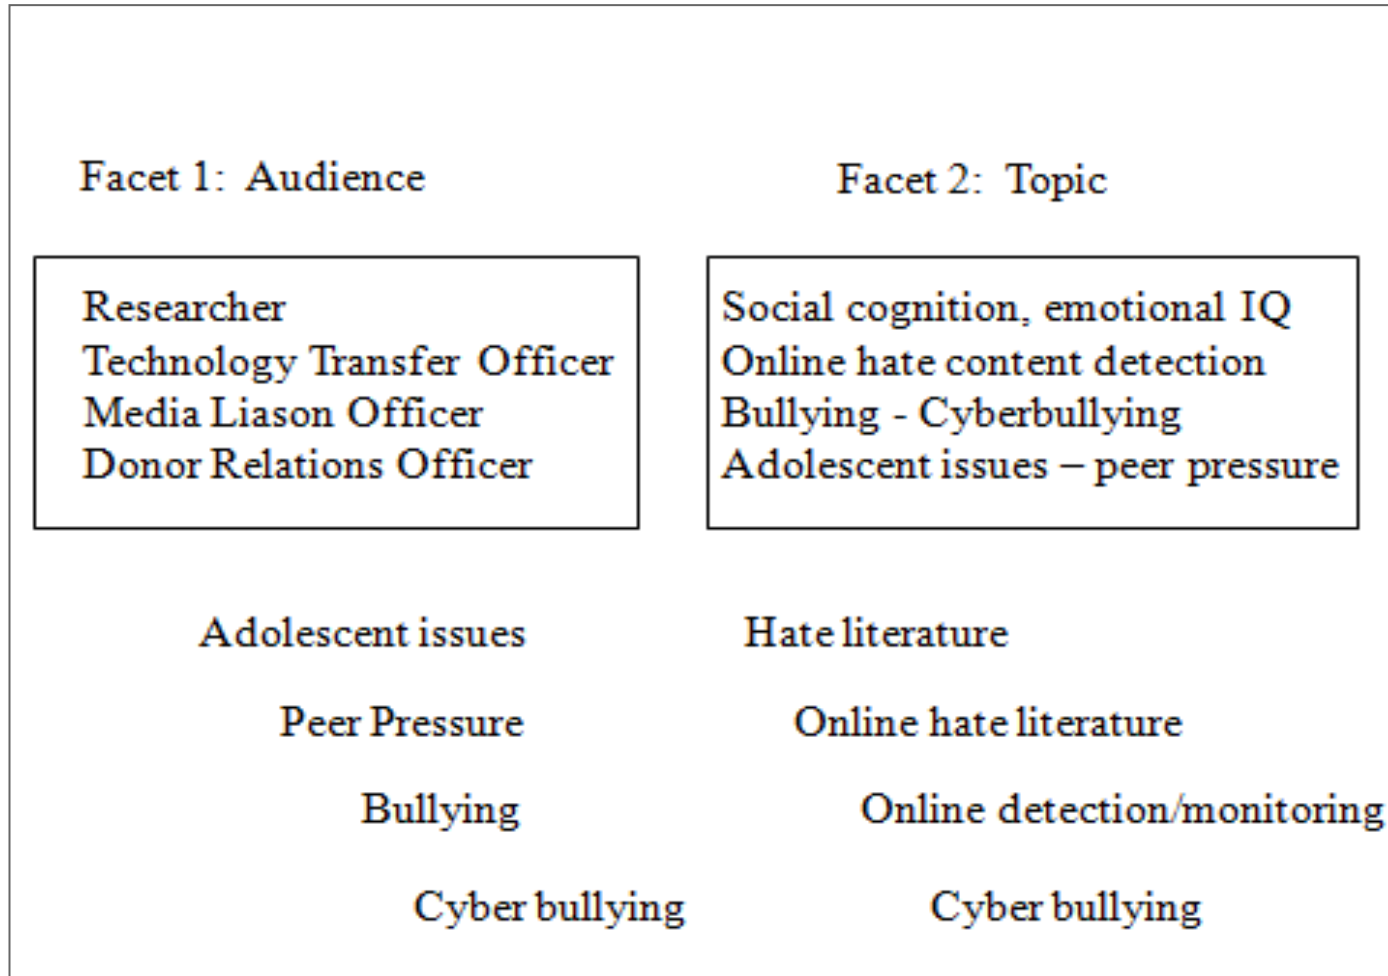 Facet 1: Audience
Facet 2: Topic
Researcher
Technology Transfer Officer
Media Liason Officer
Donor Relations Officer
Social cognition, emotional IQ
Online hate content detection
Bullying - Cyberbullying
Adolescent issues – peer pressure
Adolescent issues
Peer Pressure
Bullying
Cyber bullying
Hate literature
Online hate literature
Online detection/monitoring
Cyber bullying